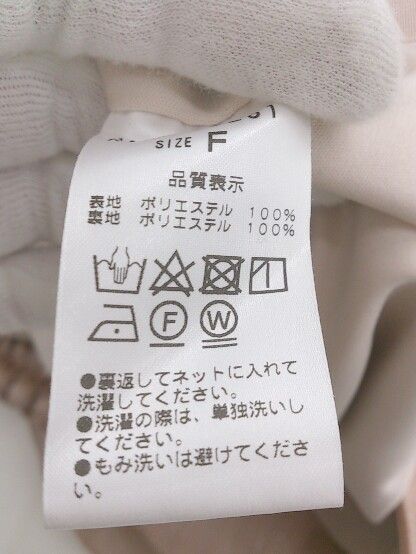 SIZE F
品質表示
表地 ポリエステル 100%
裏地 ポリエステル 100%
F W
●裏返してネットに入れて
洗濯してください。
●洗濯の際は、単独洗いし
てください。
●もみ洗いは避けてくださ
い。